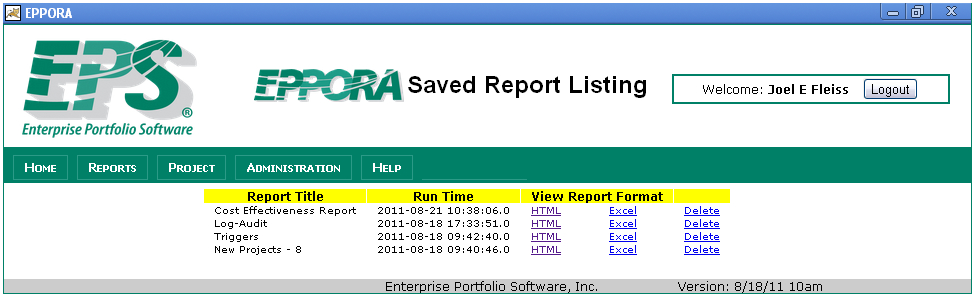 EPPORA
EPS®
Enterprise Portfolio Software
EPPORA Saved Report Listing
Welcome: Joel E Fleiss Logout
HOME REPORTS PROJECT ADMINISTRATION HELP
Report Title Run Time View Report Format
Cost Effectiveness Report 2011-08-21 10:38:06.0 HTML Excel Delete
Log-Audit 2011-08-18 17:33:51.0 HTML Excel Delete
Triggers 2011-08-18 09:42:40.0 HTML Excel Delete
New Projects - 8 2011-08-18 09:40:46.0 HTML Excel Delete
Enterprise Portfolio Software, Inc. Version: 8/18/11 10am